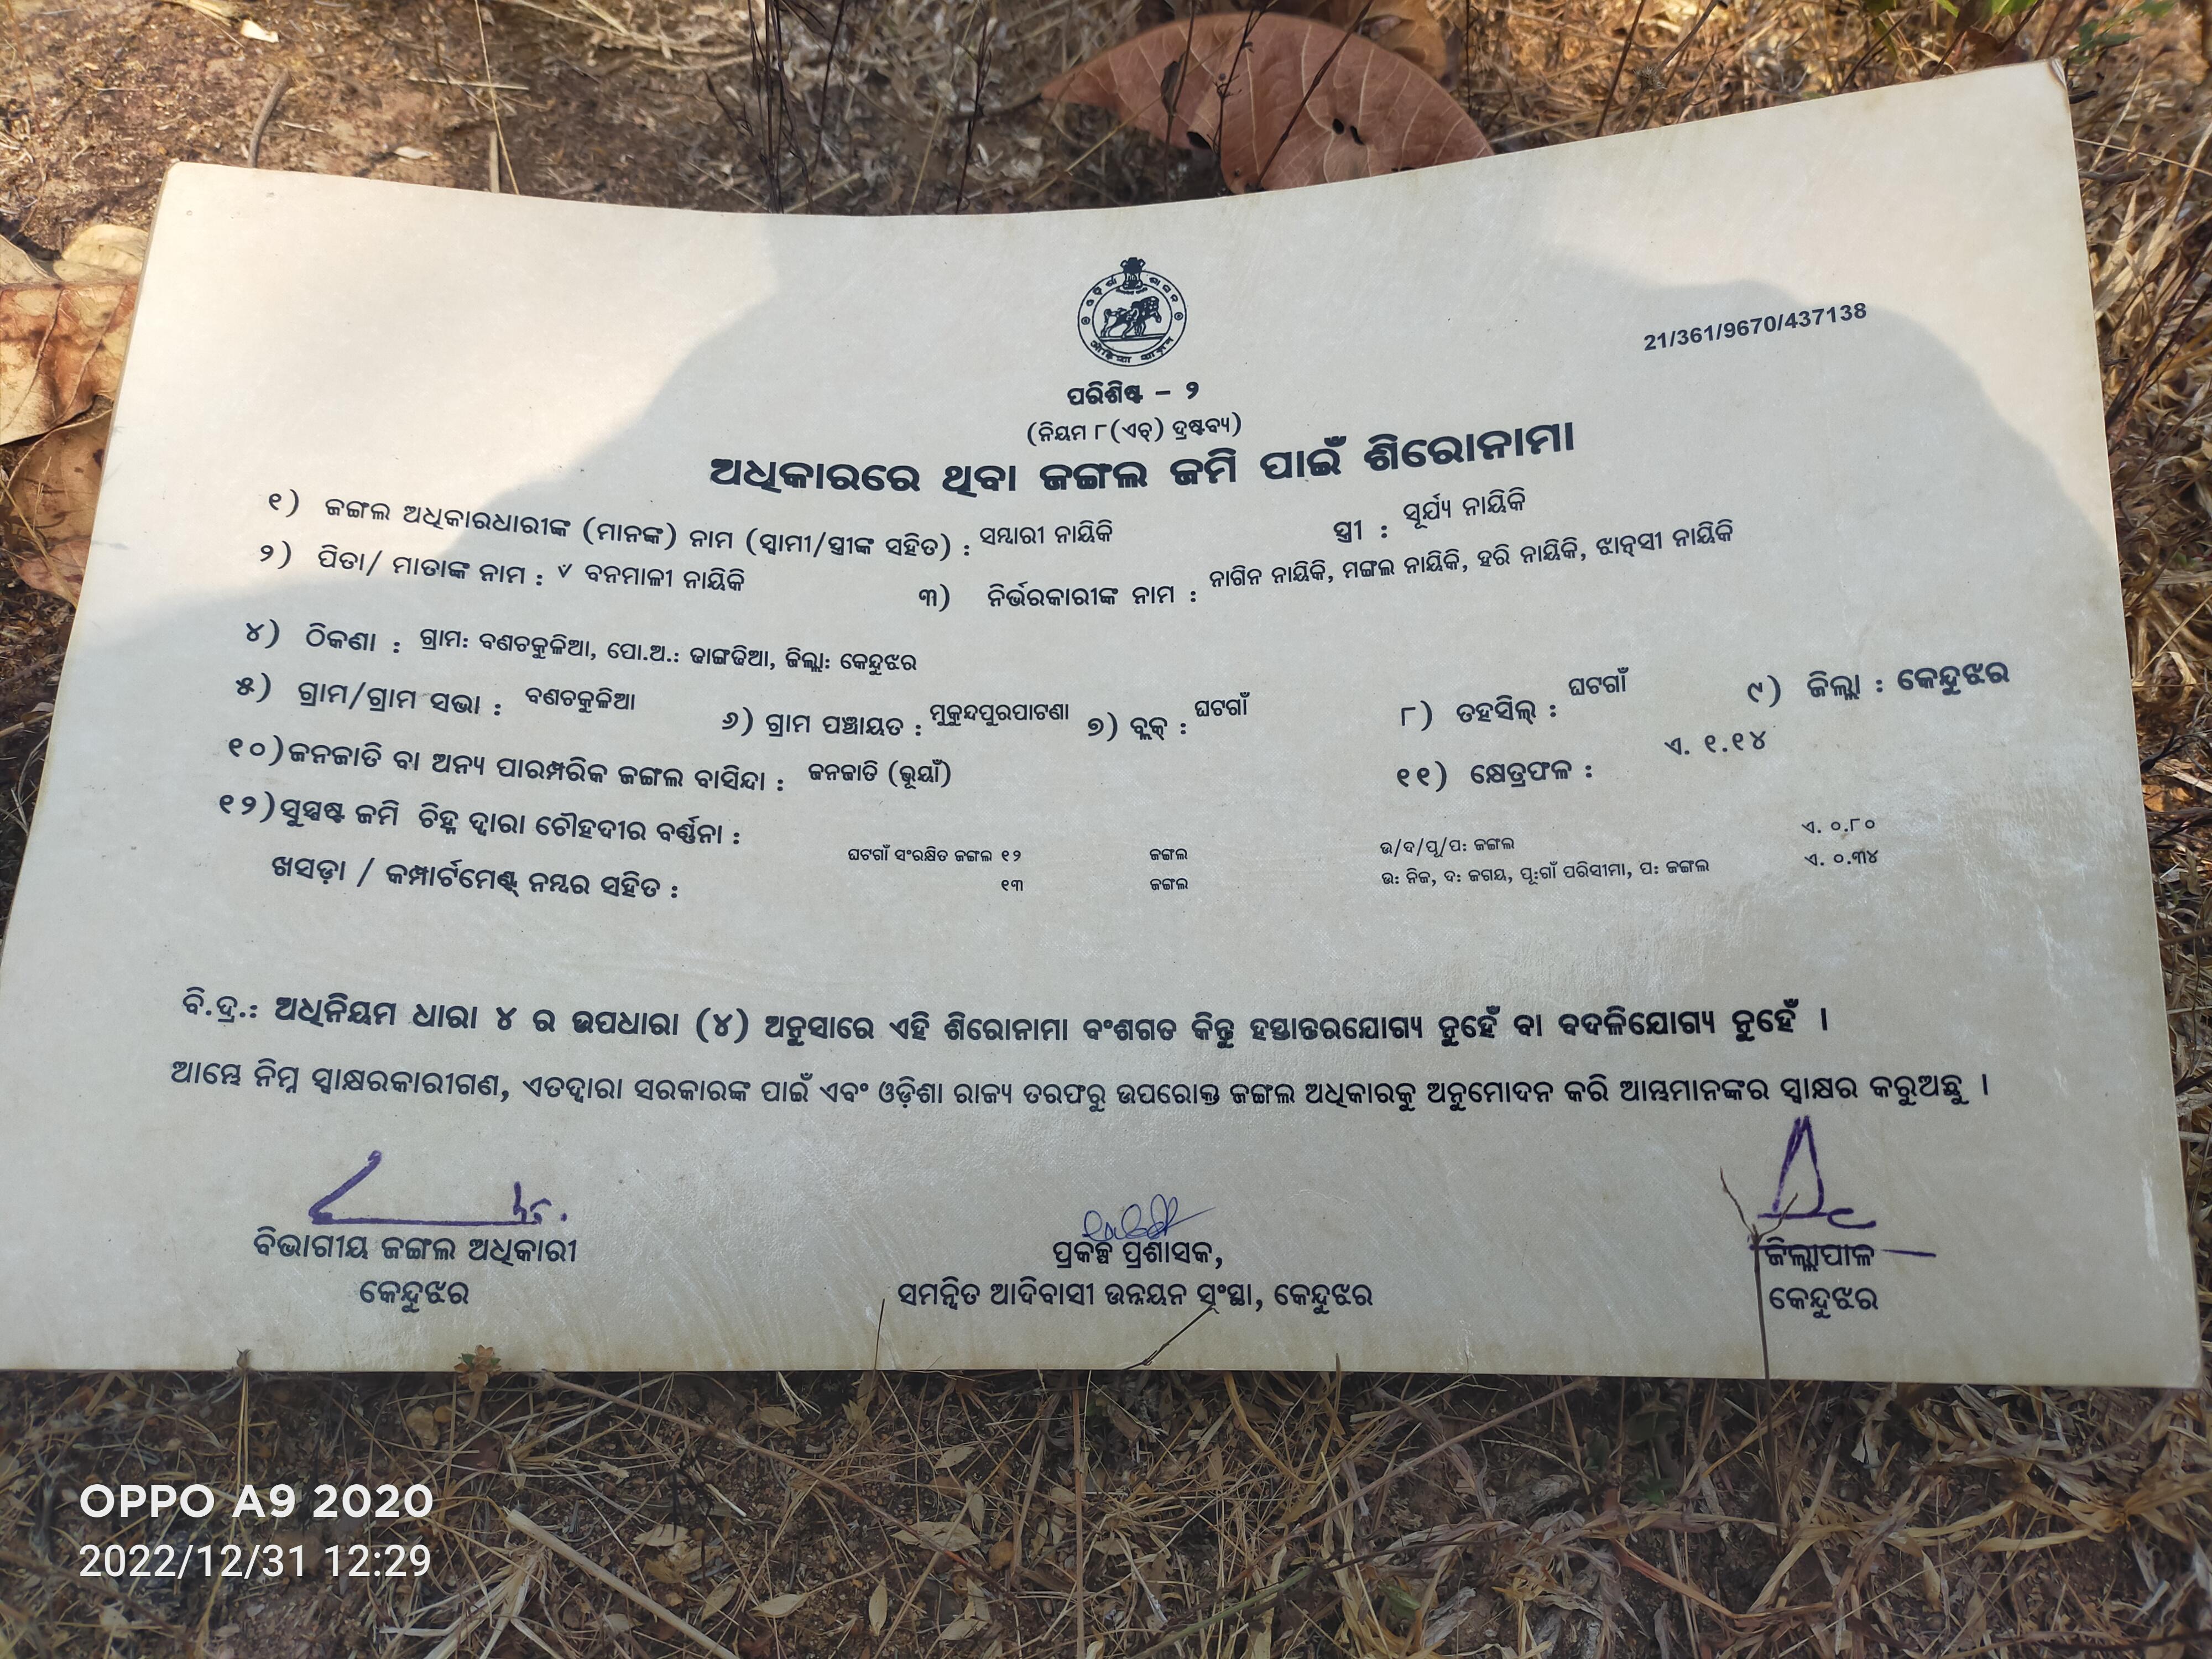 21/361/9670/437138
ପରିଶିଷ୍ଟ – ୨
(ନିୟମ ୮(ଏଚ୍) ଦ୍ରଷ୍ଟବ୍ୟ)
ଅଧିକାରରେ ଥିବା ଜଙ୍ଗଲ ଜମି ପାଇଁ ଶିରୋନାମା
୧) ଜଙ୍ଗଲ ଅଧିକାରଧାରୀଙ୍କ (ମାନଙ୍କ) ନାମ (ସ୍ଵାମୀ/ସ୍ତ୍ରୀଙ୍କ ସହିତ) : ସମ୍ଭାରୀ ନାୟିକି ସ୍ତ୍ରୀ : ସୂର୍ଯ୍ୟ ନାୟିକି
୨) ପିତା/ ମାତାଙ୍କ ନାମ : ବନମାଳୀ ନାୟିକି ୩) ନିର୍ଭରକାରୀଙ୍କ ନାମ : ନାଗିନ ନାୟିକି, ମଙ୍ଗଲ ନାୟିକି, ହରି ନାୟିକି, ଝାନ୍‌ସୀ ନାୟିକି
୪) ଠିକଣା : ଗ୍ରାମ: ବଣଚକୁଳିଆ, ପୋ.ଅ.: ଢାଙ୍ଗଢିଆ, ଜିଲ୍ଲା: କେନ୍ଦୁଝର
୫) ଗ୍ରାମ/ଗ୍ରାମ ସଭା : ବଣଚକୁଳିଆ ୬) ଗ୍ରାମ ପଞ୍ଚାୟତ : ମୁକୁନ୍ଦପୁରପାଟଣା ୭) ବ୍ଲକ୍ : ଘଟଗାଁ ୮) ତହସିଲ୍ : ଘଟଗାଁ ୯) ଜିଲ୍ଲା : କେନ୍ଦୁଝର
୧୦) ଜନଜାତି ବା ଅନ୍ୟ ପାରମ୍ପରିକ ଜଙ୍ଗଲ ବାସିନ୍ଦା : ଜନଜାତି (ଭୂୟାଁ) ୧୧) କ୍ଷେତ୍ରଫଳ : ଏ. ୧.୧୪
୧୨) ସୁସ୍ପଷ୍ଟ ଜମି ଚିହ୍ନ ଦ୍ଵାରା ଚୌହଦୀର ବର୍ଣ୍ଣନା :
ଘଟଗାଁ ସଂରକ୍ଷିତ ଜଙ୍ଗଲ ୧୨ ଜଙ୍ଗଲ ଉ/ଦ/ପୂ/ପ: ଜଙ୍ଗଲ ଏ. ୦.୮୦
ଖସଡ଼ା / କମ୍ପାର୍ଟମେଣ୍ଟ୍ ନମ୍ବର ସହିତ : ୧୩ ଜଙ୍ଗଲ ଉ: ନିଜ, ଦ: ଜଗୟ, ପୂ:ଗାଁ ପରିସୀମା, ପ: ଜଙ୍ଗଲ ଏ. ୦.୩୪
ବି.ଦ୍ର.: ଅଧିନିୟମ ଧାରା ୪ ର ଉପଧାରା (୪) ଅନୁସାରେ ଏହି ଶିରୋନାମା ବଂଶଗତ କିନ୍ତୁ ହସ୍ତାନ୍ତରଯୋଗ୍ୟ ନୁହେଁ ବା ବଦଳିଯୋଗ୍ୟ ନୁହେଁ ।
ଆମ୍ଭେ ନିମ୍ନ ସ୍ଵାକ୍ଷରକାରୀଗଣ, ଏତଦ୍ଵାରା ସରକାରଙ୍କ ପାଇଁ ଏବଂ ଓଡ଼ିଶା ରାଜ୍ୟ ତରଫରୁ ଉପରୋକ୍ତ ଜଙ୍ଗଲ ଅଧିକାରକୁ ଅନୁମୋଦନ କରି ଆମ୍ଭମାନଙ୍କର ସ୍ଵାକ୍ଷର କରୁଅଛୁ ।
ବିଭାଗୀୟ ଜଙ୍ଗଲ ଅଧିକାରୀ
କେନ୍ଦୁଝର
ପ୍ରକଳ୍ପ ପ୍ରଶାସକ,
ସମନ୍ଵିତ ଆଦିବାସୀ ଉନ୍ନୟନ ସଂସ୍ଥା, କେନ୍ଦୁଝର
ଜିଲ୍ଲାପାଳ
କେନ୍ଦୁଝର
OPPO A9 2020
2022/12/31 12:29